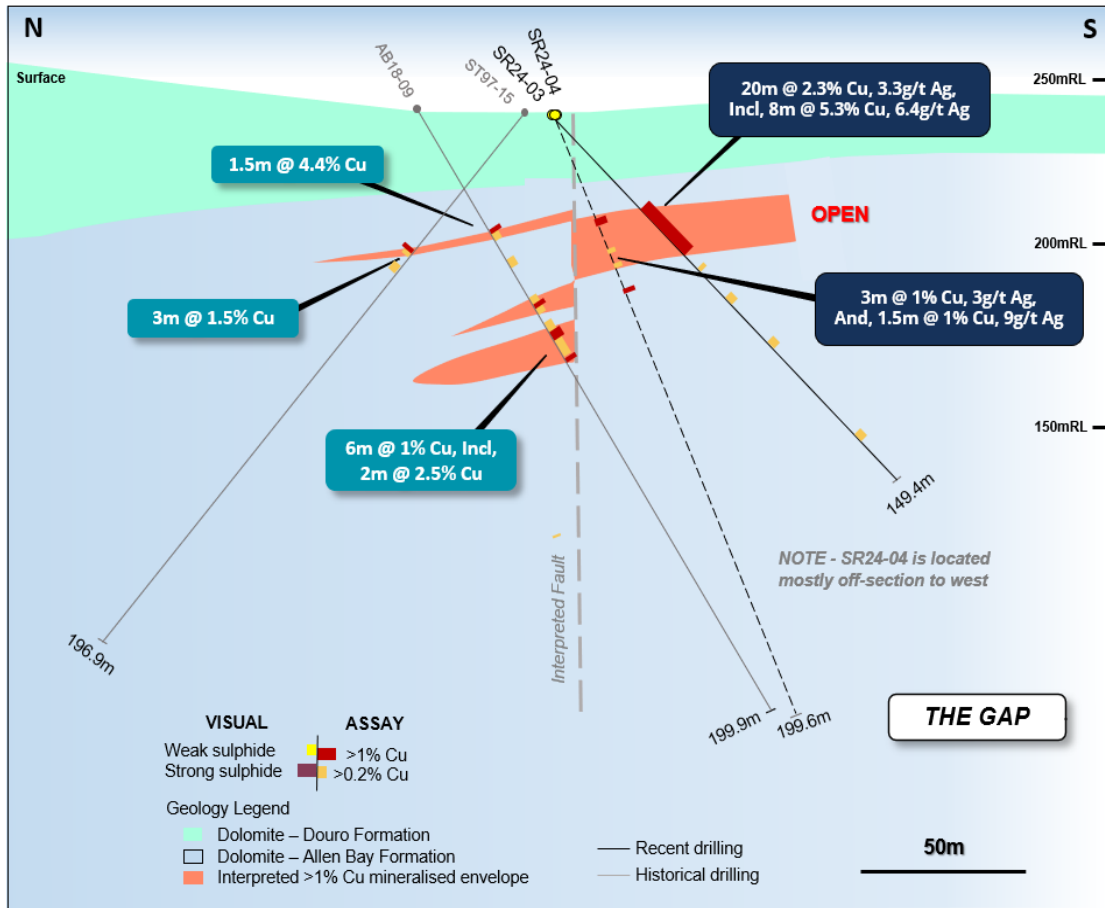 N
S
Surface
AB18-09
ST97-15
SR24-03
SR24-04
250mRL
20m @ 2.3% Cu, 3.3g/t Ag,
Incl, 8m @ 5.3% Cu, 6.4g/t Ag
1.5m @ 4.4% Cu
OPEN
200mRL
3m @ 1.5% Cu
3m @ 1% Cu, 3g/t Ag,
And, 1.5m @ 1% Cu, 9g/t Ag
150mRL
6m @ 1% Cu, Incl,
2m @ 2.5% Cu
149.4m
Interpreted Fault
NOTE - SR24-04 is located
mostly off-section to west
196.9m
199.9m
199.6m
THE GAP
VISUAL ASSAY
Weak sulphide >1% Cu
Strong sulphide >0.2% Cu
Geology Legend
Dolomite – Douro Formation
Dolomite – Allen Bay Formation
Interpreted >1% Cu mineralised envelope
Recent drilling
Historical drilling
50m